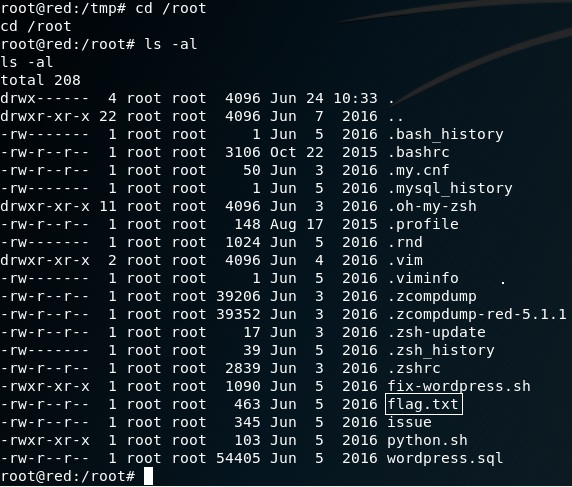 root@red:/tmp# cd /root
cd /root
root@red:/root# ls -al
ls -al
total 208
drwx------  4 root root  4096 Jun 24 10:33 .
drwxr-xr-x 22 root root  4096 Jun  7  2016 ..
-rw-------  1 root root     1 Jun  5  2016 .bash_history
-rw-r--r--  1 root root  3106 Oct 22  2015 .bashrc
-rw-r--r--  1 root root    50 Jun  3  2016 .my.cnf
-rw-------  1 root root     1 Jun  5  2016 .mysql_history
drwxr-xr-x 11 root root  4096 Jun  3  2016 .oh-my-zsh
-rw-r--r--  1 root root   148 Aug 17  2015 .profile
-rw-------  1 root root  1024 Jun  5  2016 .rnd
drwxr-xr-x  2 root root  4096 Jun  4  2016 .vim
-rw-------  1 root root     1 Jun  5  2016 .viminfo     .
-rw-r--r--  1 root root 39206 Jun  3  2016 .zcompdump
-rw-r--r--  1 root root 39352 Jun  3  2016 .zcompdump-red-5.1.1
-rw-r--r--  1 root root    17 Jun  3  2016 .zsh-update
-rw-------  1 root root    39 Jun  5  2016 .zsh_history
-rw-r--r--  1 root root  2839 Jun  3  2016 .zshrc
-rwxr-xr-x  1 root root  1090 Jun  5  2016 fix-wordpress.sh
-rw-r--r--  1 root root   463 Jun  5  2016 flag.txt
-rw-r--r--  1 root root   345 Jun  5  2016 issue
-rwxr-xr-x  1 root root   103 Jun  5  2016 python.sh
-rw-r--r--  1 root root 54405 Jun  5  2016 wordpress.sql
root@red:/root#